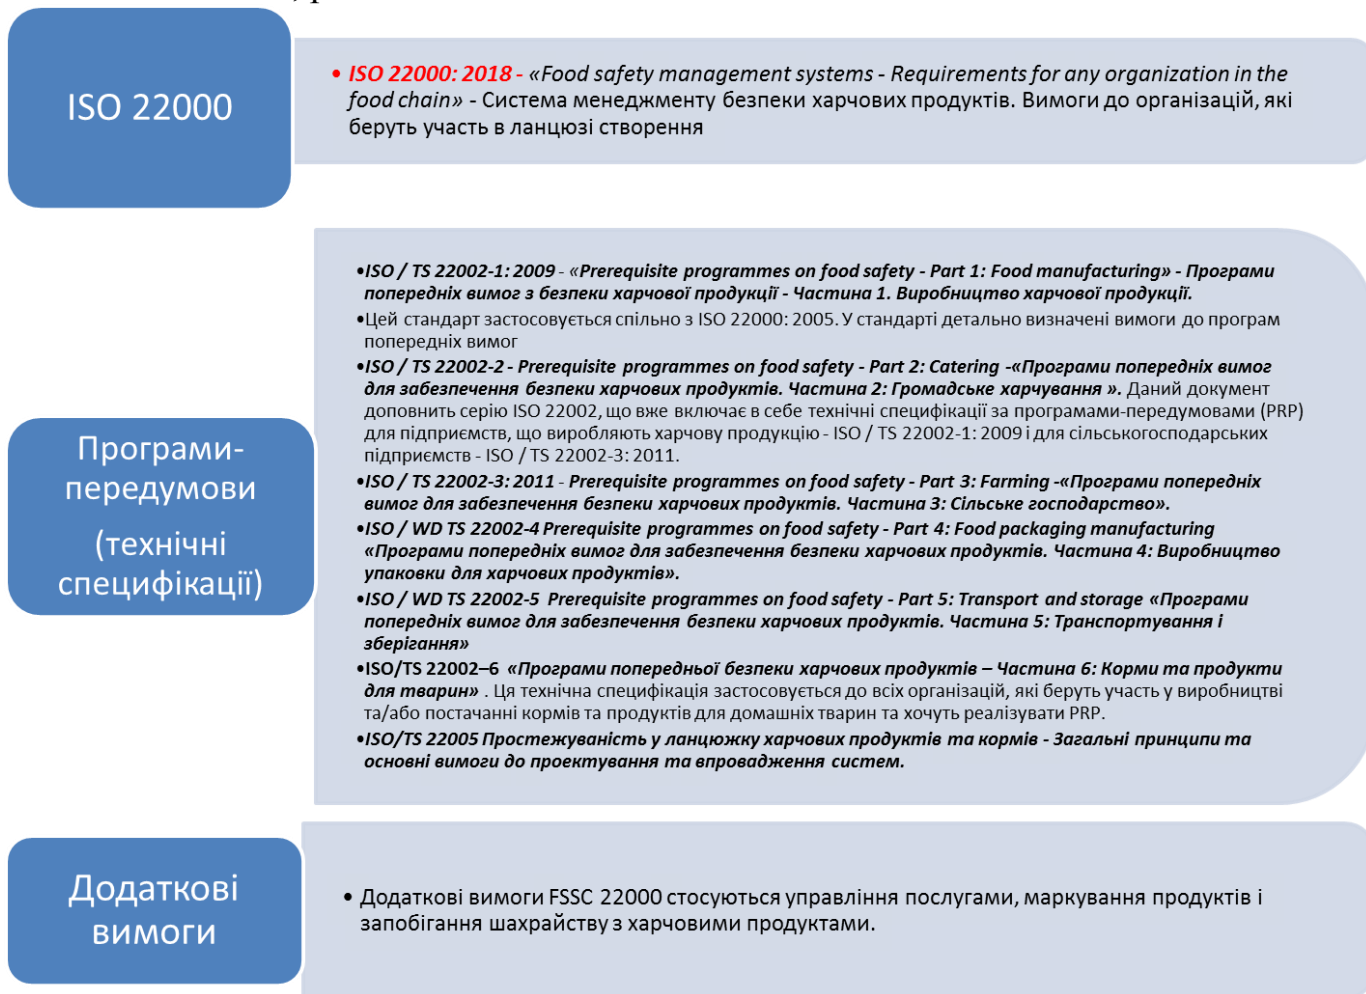 ISO 22000
• ISO 22000: 2018 - «Food safety management systems - Requirements for any organization in the
food chain» - Система менеджменту безпеки харчових продуктів. Вимоги до організацій, які
беруть участь в ланцюзі створення
Програми-
передумови
(технічні
специфікації)
•ISO / TS 22002-1: 2009 - «Prerequisite programmes on food safety - Part 1: Food manufacturing» - Програми
попередніх вимог з безпеки харчової продукції - Частина 1. Виробництво харчової продукції.
•Цей стандарт застосовується спільно з ISO 22000: 2005. У стандарті детально визначені вимоги до програм
попередніх вимог
•ISO / TS 22002-2 - Prerequisite programmes on food safety - Part 2: Catering -«Програми попередніх вимог
для забезпечення безпеки харчових продуктів. Частина 2: Громадське харчування ». Даний документ
доповнить серію ISO 22002, що вже включає в себе технічні специфікації за програмами-передумовами (PRP)
для підприємств, що виробляють харчову продукцію - ISO / TS 22002-1: 2009 і для сільськогосподарських
підприємств - ISO / TS 22002-3: 2011.
•ISO / TS 22002-3: 2011 - Prerequisite programmes on food safety - Part 3: Farming -«Програми попередніх
вимог для забезпечення безпеки харчових продуктів. Частина 3: Сільське господарство».
•ISO / WD TS 22002-4 Prerequisite programmes on food safety - Part 4: Food packaging manufacturing
«Програми попередніх вимог для забезпечення безпеки харчових продуктів. Частина 4: Виробництво
упаковки для харчових продуктів».
•ISO / WD TS 22002-5 Prerequisite programmes on food safety - Part 5: Transport and storage «Програми
попередніх вимог для забезпечення безпеки харчових продуктів. Частина 5: Транспортування і
зберігання»
•ISO/TS 22002–6 «Програми попередньої безпеки харчових продуктів – Частина 6: Корми та продукти
для тварин» . Ця технічна специфікація застосовується до всіх організацій, які беруть участь у виробництві
та/або постачанні кормів та продуктів для домашніх тварин та хочуть реалізувати PRP.
•ISO/TS 22005 Простежуваність у ланцюжку харчових продуктів та кормів - Загальні принципи та
основні вимоги до проектування та впровадження систем.
Додаткові
вимоги
• Додаткові вимоги FSSC 22000 стосуються управління послугами, маркування продуктів і
запобігання шахрайству з харчовими продуктами.